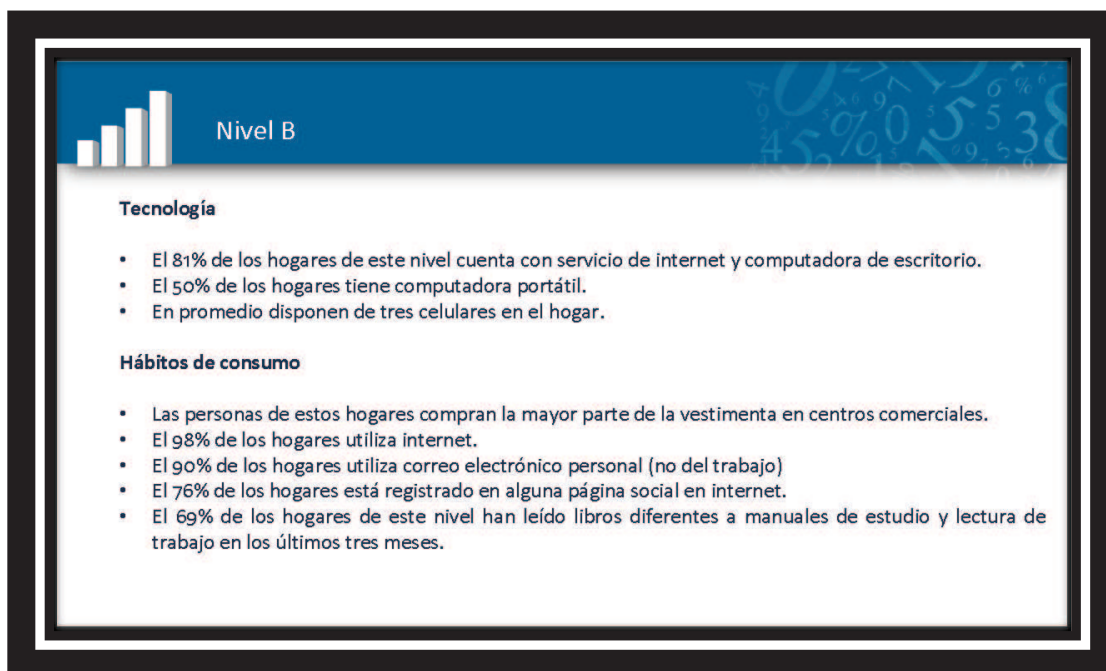 Nivel B
Tecnología
• El 81% de los hogares de este nivel cuenta con servicio de internet y computadora de escritorio.
• El 50% de los hogares tiene computadora portátil.
• En promedio disponen de tres celulares en el hogar.
Hábitos de consumo
• Las personas de estos hogares compran la mayor parte de la vestimenta en centros comerciales.
• El 98% de los hogares utiliza internet.
• El 90% de los hogares utiliza correo electrónico personal (no del trabajo)
• El 76% de los hogares está registrado en alguna página social en internet.
• El 69% de los hogares de este nivel han leído libros diferentes a manuales de estudio y lectura de
trabajo en los últimos tres meses.